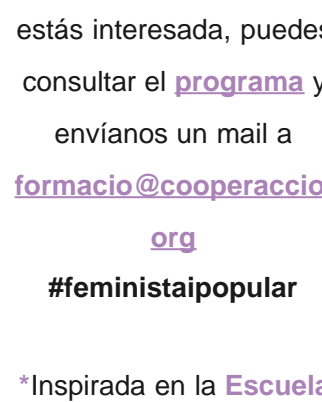 estás interesada, puedes
consultar el programa y
envíanos un mail a
formacio@cooperaccio.
org
#feministaipopular
*Inspirada en la Escuela